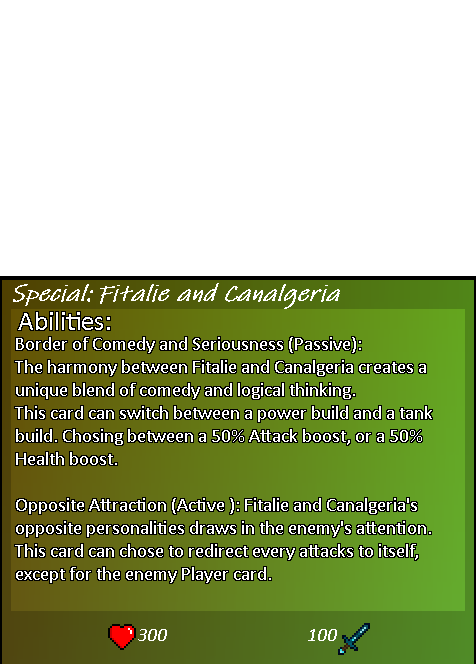 Special: Fitalie and Canalgeria
Abilities:
Border of Comedy and Seriousness (Passive):
The harmony between Fitalie and Canalgeria creates a
unique blend of comedy and logical thinking.
This card can switch between a power build and a tank
build. Chosing between a 50% Attack boost, or a 50%
Health boost.
Opposite Attraction (Active ): Fitalie and Canalgeria's
opposite personalities draws in the enemy's attention.
This card can chose to redirect every attacks to itself,
except for the enemy Player card.
300 100